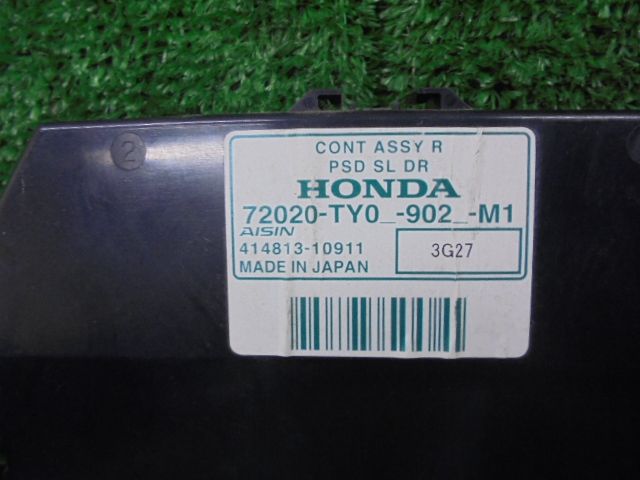 2
CONT ASSY R
PSD SL DR
HONDA
72020-TY0_-902_-M1
AISIN
414813-10911
3G27
MADE IN JAPAN